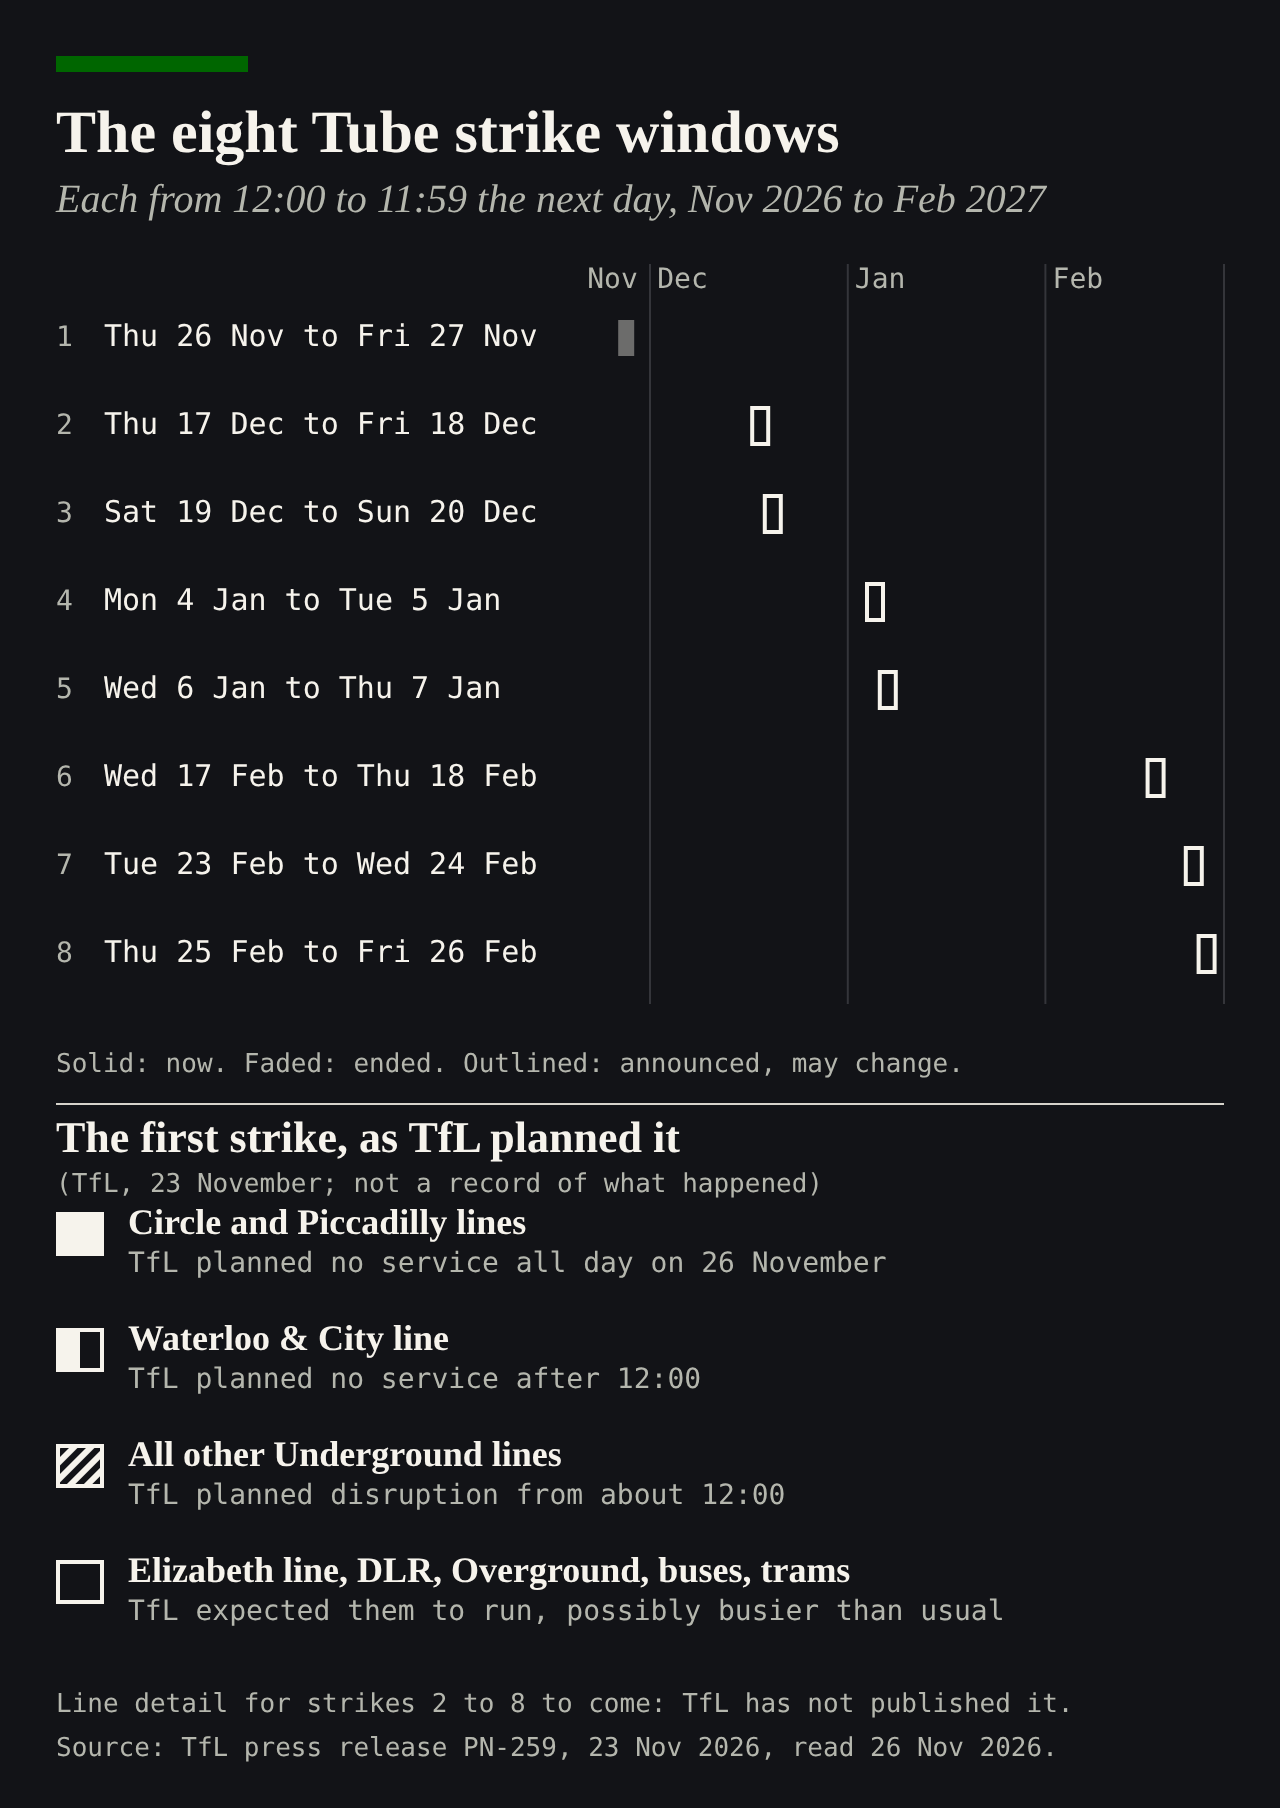 The eight Tube strike windows
Each from 12:00 to 11:59 the next day, Nov 2026 to Feb 2027
Nov Dec Jan Feb
1 Thu 26 Nov to Fri 27 Nov
2 Thu 17 Dec to Fri 18 Dec
3 Sat 19 Dec to Sun 20 Dec
4 Mon 4 Jan to Tue 5 Jan
5 Wed 6 Jan to Thu 7 Jan
6 Wed 17 Feb to Thu 18 Feb
7 Tue 23 Feb to Wed 24 Feb
8 Thu 25 Feb to Fri 26 Feb
Solid: now. Faded: ended. Outlined: announced, may change.
The first strike, as TfL planned it
(TfL, 23 November; not a record of what happened)
Circle and Piccadilly lines
TfL planned no service all day on 26 November
Waterloo & City line
TfL planned no service after 12:00
All other Underground lines
TfL planned disruption from about 12:00
Elizabeth line, DLR, Overground, buses, trams
TfL expected them to run, possibly busier than usual
Line detail for strikes 2 to 8 to come: TfL has not published it.
Source: TfL press release PN-259, 23 Nov 2026, read 26 Nov 2026.